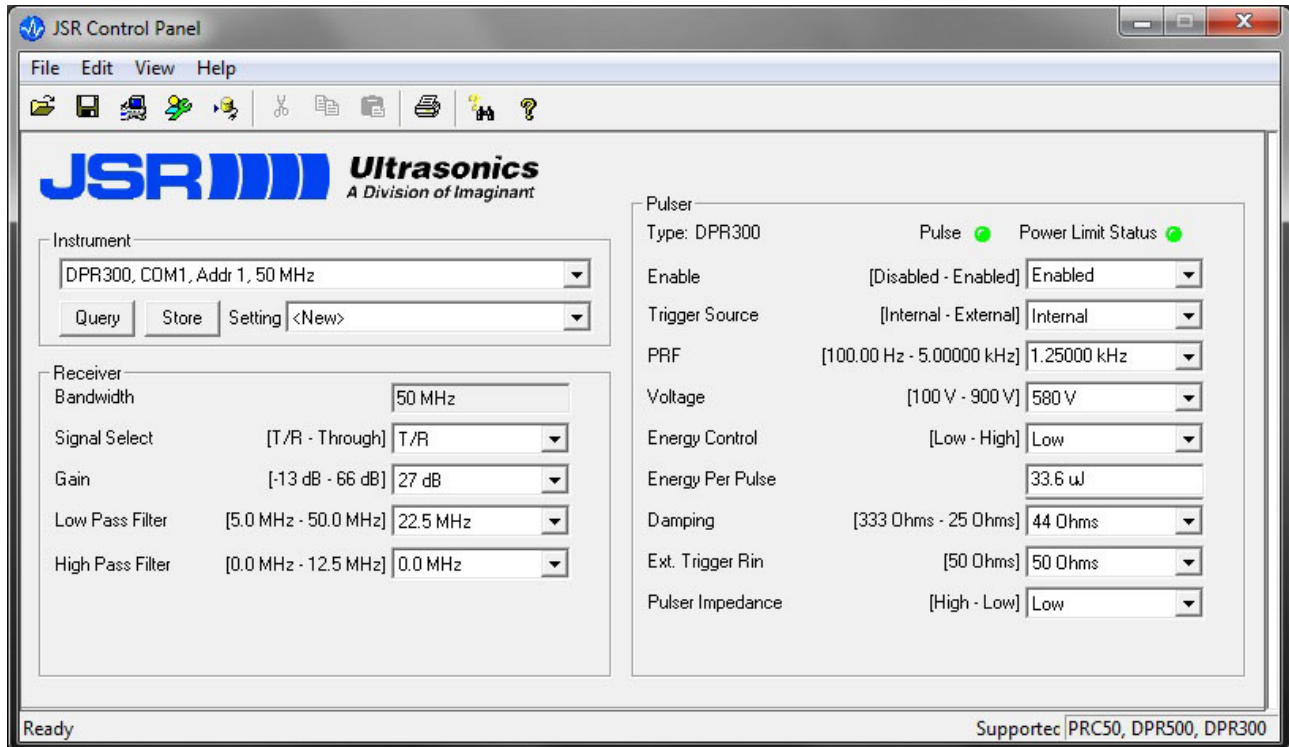 JSR Control Panel
File Edit View Help
JSR Ultrasonics
A Division of Imaginant
Instrument
DPR300, COM1, Addr 1, 50 MHz
Query Store Setting <New>
Receiver
Bandwidth 50 MHz
Signal Select [T/R - Through] T/R
Gain [-13 dB - 66 dB] 27 dB
Low Pass Filter [5.0 MHz - 50.0 MHz] 22.5 MHz
High Pass Filter [0.0 MHz - 12.5 MHz] 0.0 MHz
Pulser
Type: DPR300 Pulse Power Limit Status
Enable [Disabled - Enabled] Enabled
Trigger Source [Internal - External] Internal
PRF [100.00 Hz - 5.00000 kHz] 1.25000 kHz
Voltage [100 V - 900 V] 580 V
Energy Control [Low - High] Low
Energy Per Pulse 33.6 uJ
Damping [333 Ohms - 25 Ohms] 44 Ohms
Ext. Trigger Rin [50 Ohms] 50 Ohms
Pulser Impedance [High - Low] Low
Ready Supportec PRC50, DPR500, DPR300